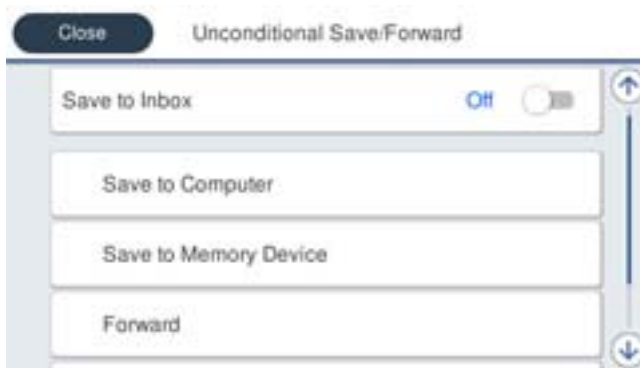 Close Unconditional Save/Forward
Save to Inbox Off
Save to Computer
Save to Memory Device
Forward